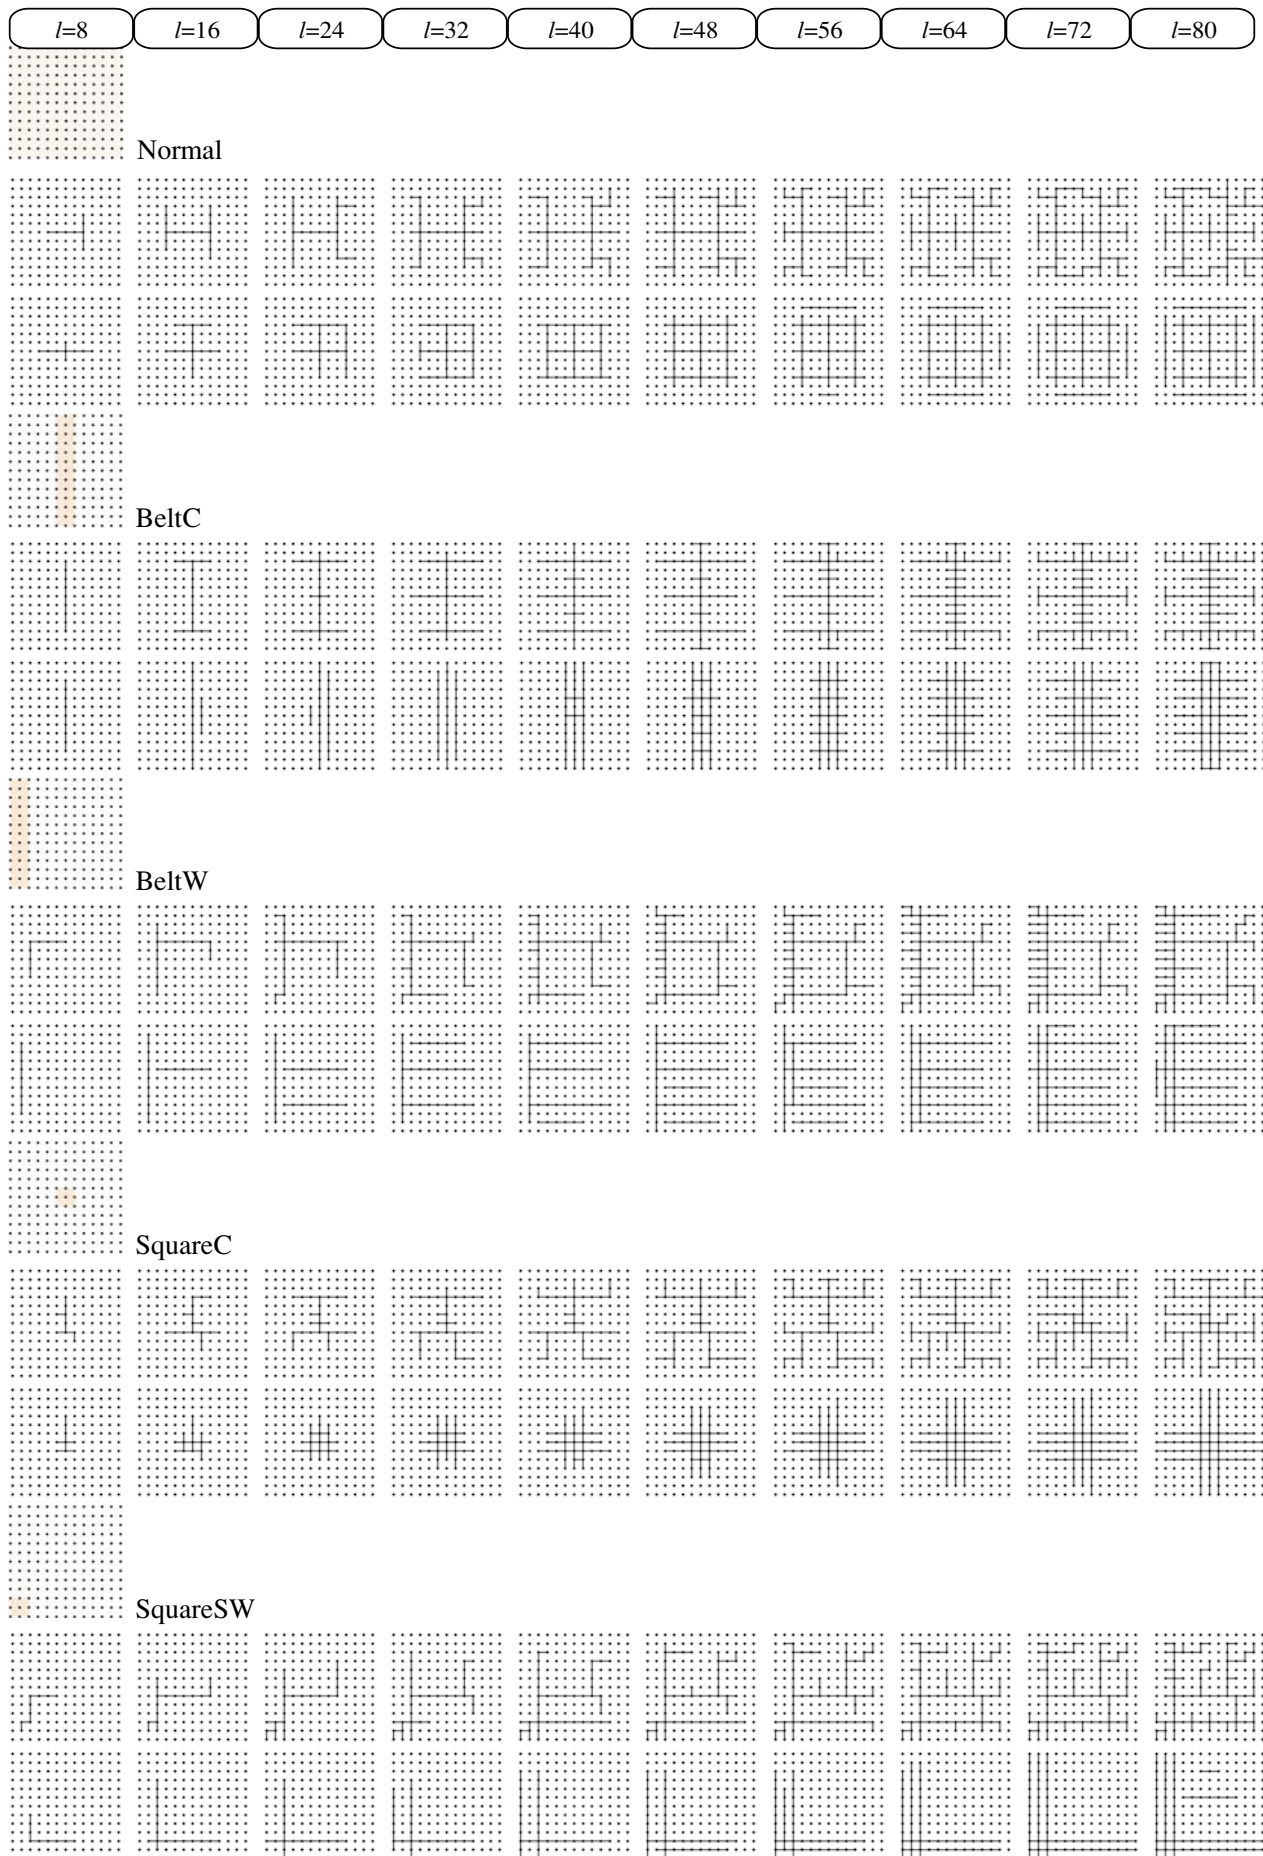 l=8 l=16 l=24 l=32 l=40 l=48 l=56 l=64 l=72 l=80
Normal
BeltC
BeltW
SquareC
SquareSW